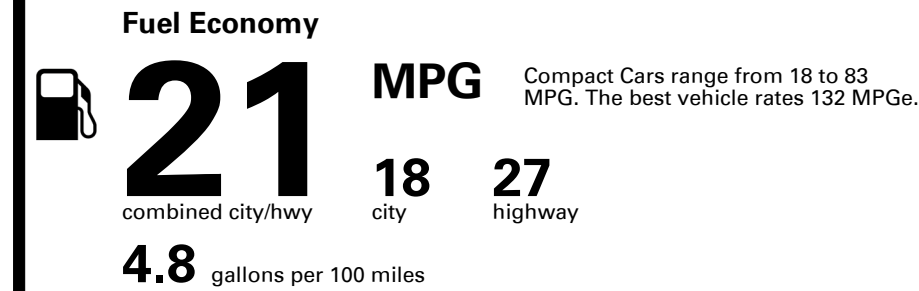 Fuel Economy
21 MPG
Compact Cars range from 18 to 83
MPG. The best vehicle rates 132 MPGe.
18 27
combined city/hwy city highway
4.8 gallons per 100 miles